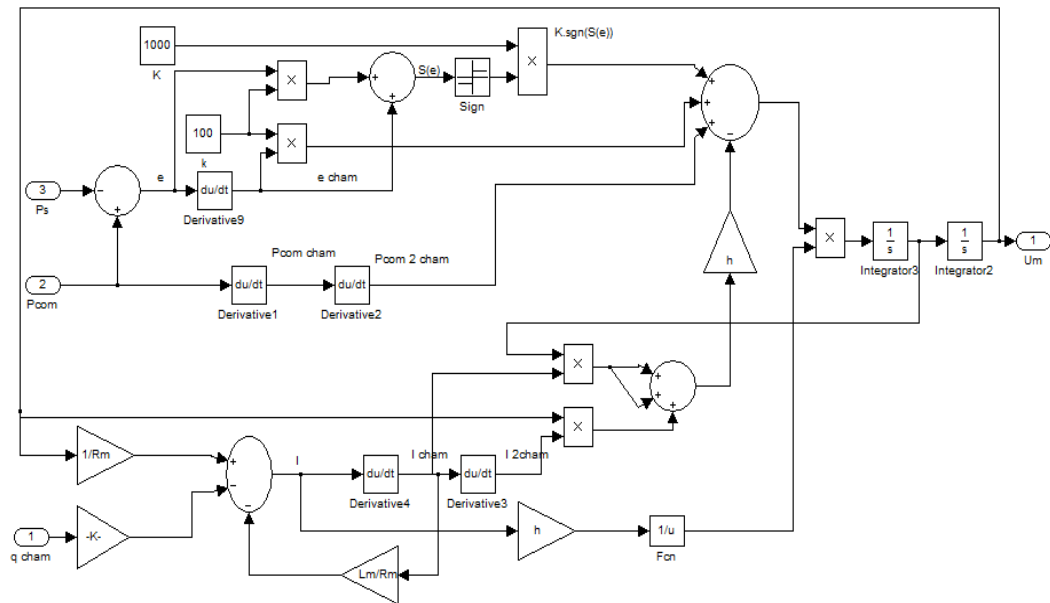 K.sgn(S(e))
1000
K
×
S(e)
+
+
Sign
×
100
k
×
e
e cham
+
+
+
-
3
Ps
-
+
du/dt
Derivative9
2
Pcom
Pcom cham
Pcom 2 cham
du/dt
Derivative1
du/dt
Derivative2
h
×
1
s
Integrator3
1
s
Integrator2
1
Um
×
+
+
+
×
1/Rm
+
-
-
I
I cham
I 2cham
du/dt
Derivative4
du/dt
Derivative3
1
q cham
-K-
h
1/u
Fcn
Lm/Rm